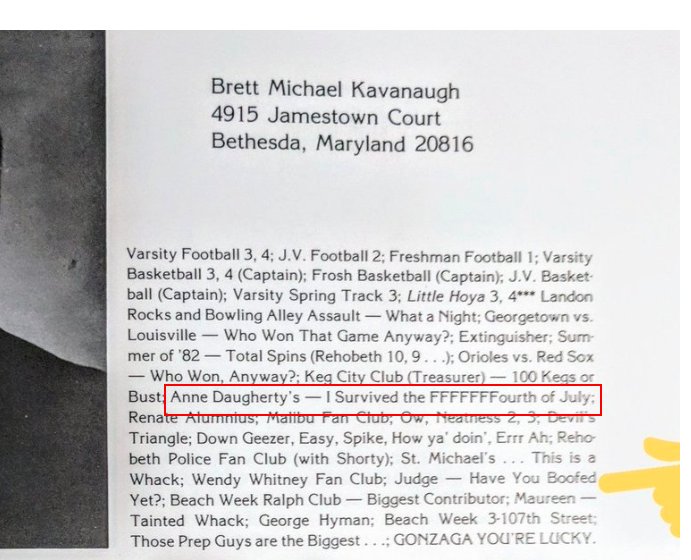 Brett Michael Kavanaugh
4915 Jamestown Court
Bethesda, Maryland 20816
Varsity Football 3, 4; J.V. Football 2; Freshman Football 1; Varsity
Basketball 3, 4 (Captain); Frosh Basketball (Captain); J.V. Basket-
ball (Captain); Varsity Spring Track 3; Little Hoya 3, 4*** Landon
Rocks and Bowling Alley Assault — What a Night; Georgetown vs.
Louisville — Who Won That Game Anyway?; Extinguisher; Sum-
mer of '82 — Total Spins (Rehobeth 10, 9 . . .); Orioles vs. Red Sox
— Who Won, Anyway?; Keg City Club (Treasurer) — 100 Kegs or
Bust; Anne Daugherty's — I Survived the FFFFFFFourth of July;
Renate Alumnius; Malibu Fan Club; Ow, Neatness 2, 3; Devil's
Triangle; Down Geezer, Easy, Spike, How ya' doin', Errr Ah; Reho-
beth Police Fan Club (with Shorty); St. Michael's . . . This is a
Whack; Wendy Whitney Fan Club; Judge — Have You Boofed
Yet?; Beach Week Ralph Club — Biggest Contributor; Maureen —
Tainted Whack; George Hyman; Beach Week 3-107th Street;
Those Prep Guys are the Biggest . . .; GONZAGA YOU'RE LUCKY.